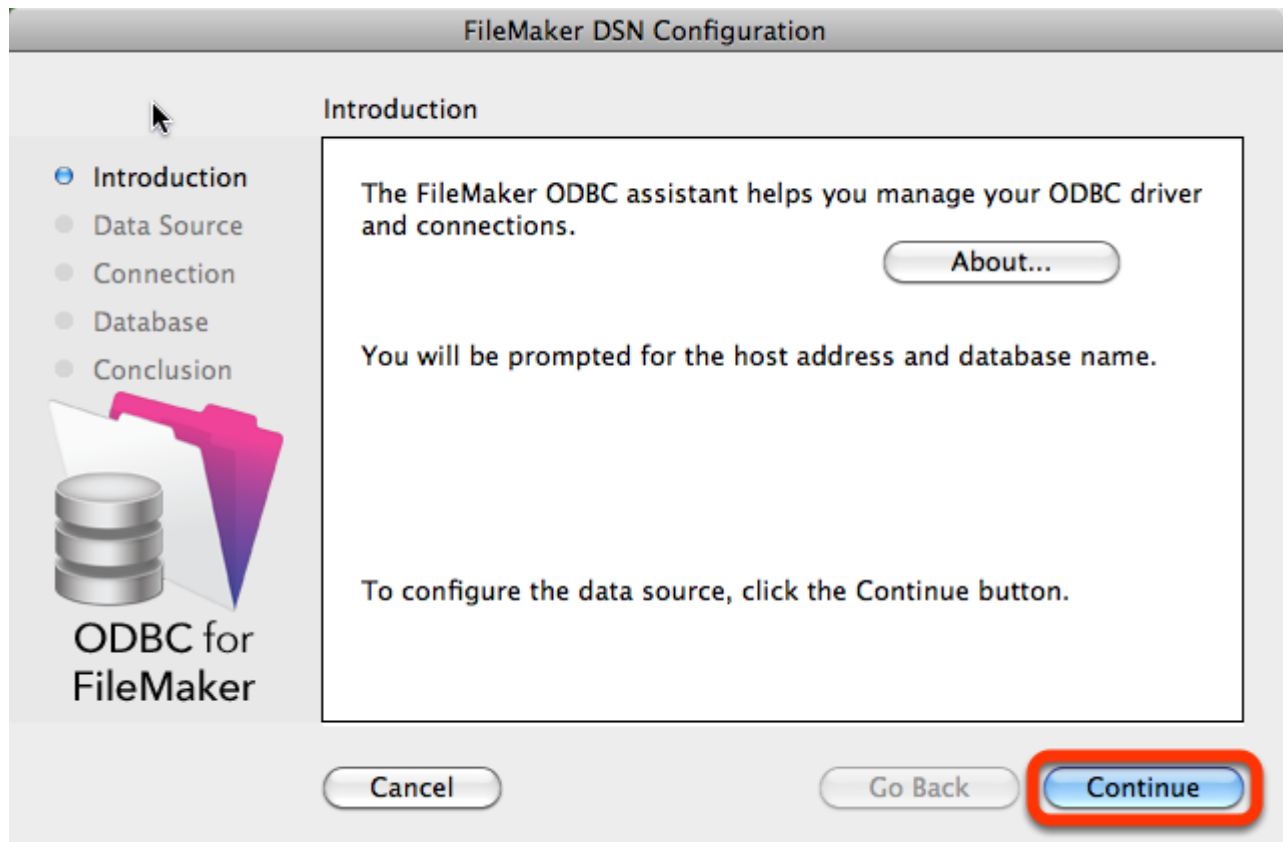 FileMaker DSN Configuration
Introduction
Introduction
Data Source
Connection
Database
Conclusion
ODBC for
FileMaker
The FileMaker ODBC assistant helps you manage your ODBC driver
and connections.
About...
You will be prompted for the host address and database name.
To configure the data source, click the Continue button.
Cancel
Go Back
Continue